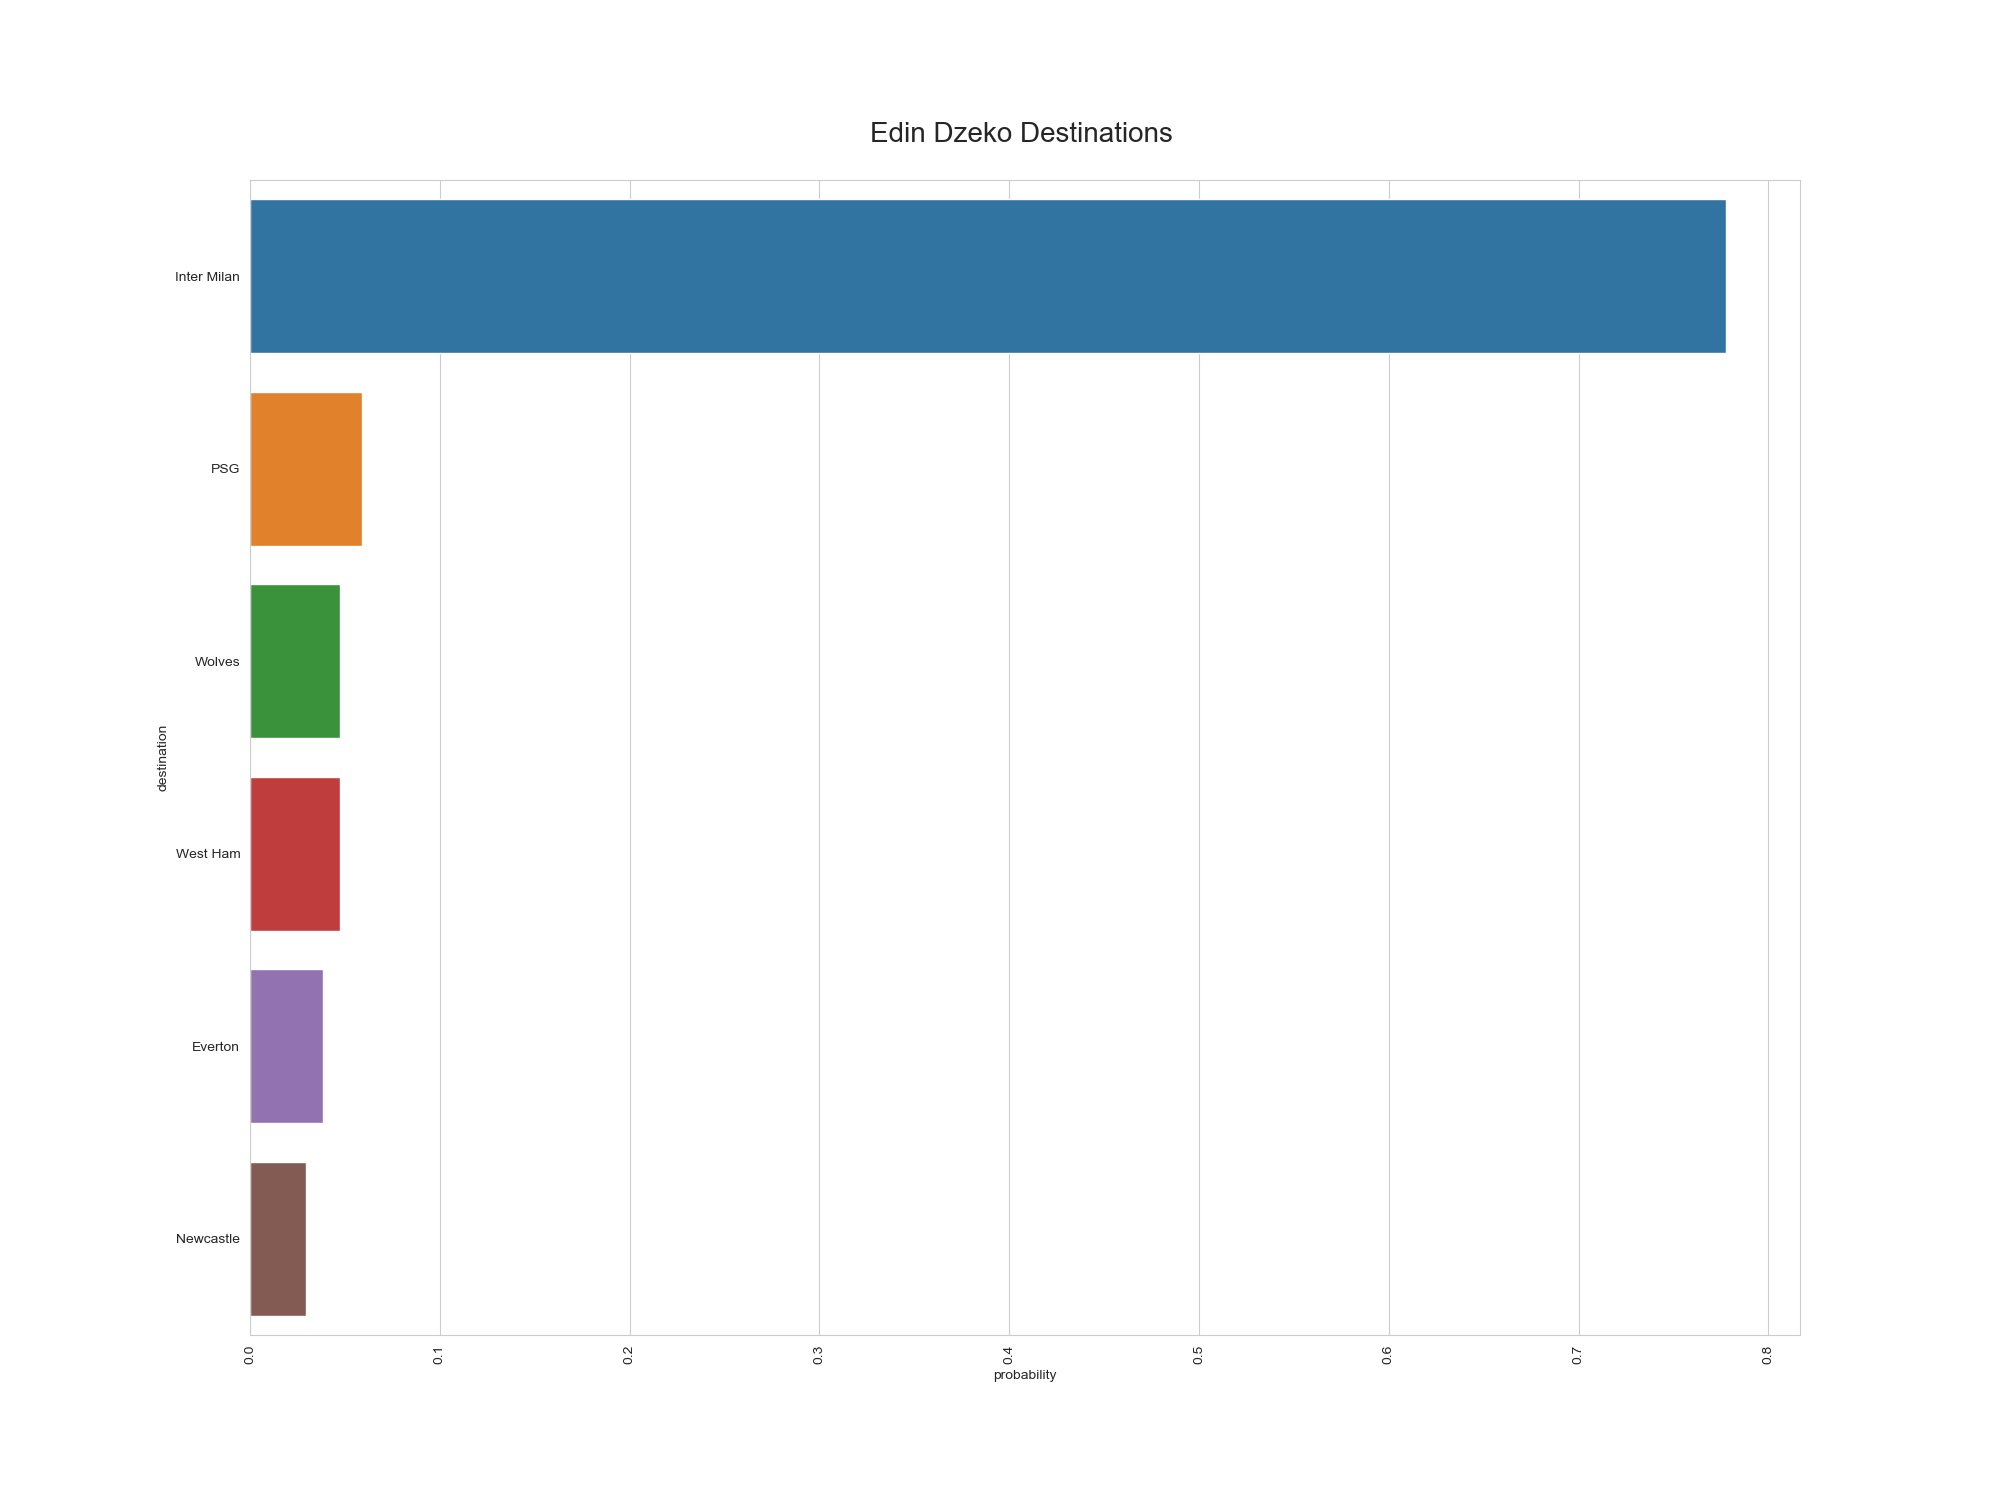 Edin Dzeko Destinations
Inter Milan
PSG
Wolves
West Ham
Everton
Newcastle
destination
0.0 0.1 0.2 0.3 0.4 0.5 0.6 0.7 0.8
probability